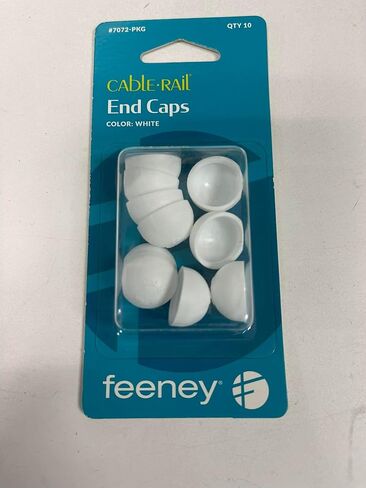 #7072-PKG QTY 10
CABLE·RAIL
End Caps
COLOR: WHITE
feeney®